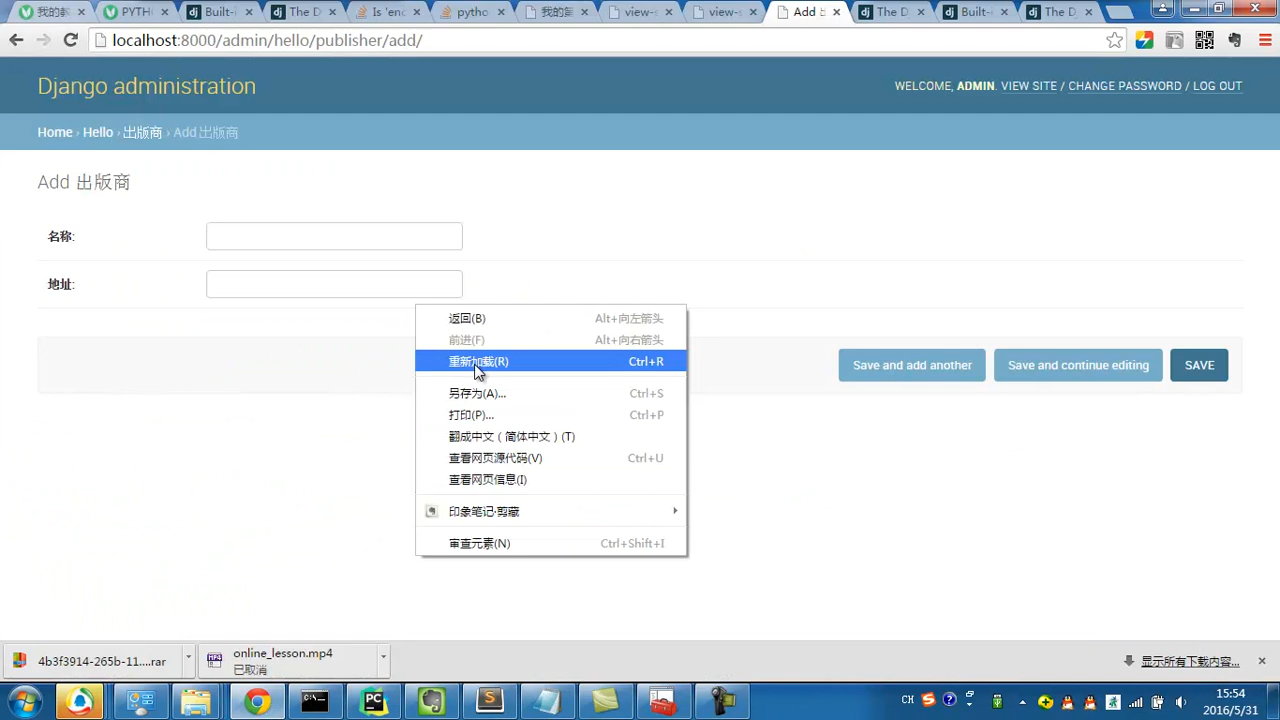 我的教
PYTHO
Built-i
The D
Is 'enc
python
我的教
view-s
view-s
Add 出
The D
Built-i
The D
localhost:8000/admin/hello/publisher/add/
Django administration
WELCOME, ADMIN. VIEW SITE / CHANGE PASSWORD / LOG OUT
Home › Hello › 出版商 › Add 出版商
Add 出版商
名称:
地址:
返回(B) Alt+向左箭头
前进(F) Alt+向右箭头
重新加载(R) Ctrl+R
另存为(A)... Ctrl+S
打印(P)... Ctrl+P
翻成中文（简体中文）(T)
查看网页源代码(V) Ctrl+U
查看网页信息(I)
印象笔记·剪藏
审查元素(N) Ctrl+Shift+I
Save and add another
Save and continue editing
SAVE
4b3f3914-265b-11....rar
online_lesson.mp4
已取消
显示所有下载内容...
CH
15:54
2016/5/31